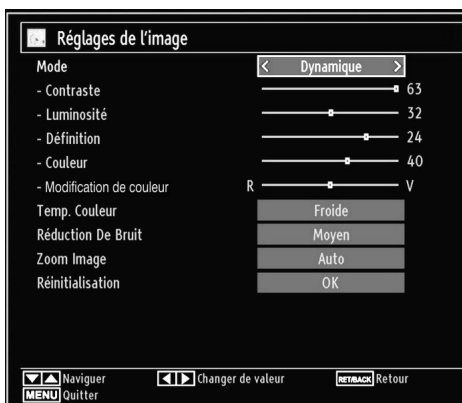 Réglages de l'image
Mode < Dynamique >
- Contraste 63
- Luminosité 32
- Définition 24
- Couleur 40
- Modification de couleur R V
Temp. Couleur Froide
Réduction De Bruit Moyen
Zoom Image Auto
Réinitialisation OK
Naviguer Changer de valeur RET/BACK Retour
MENU Quitter